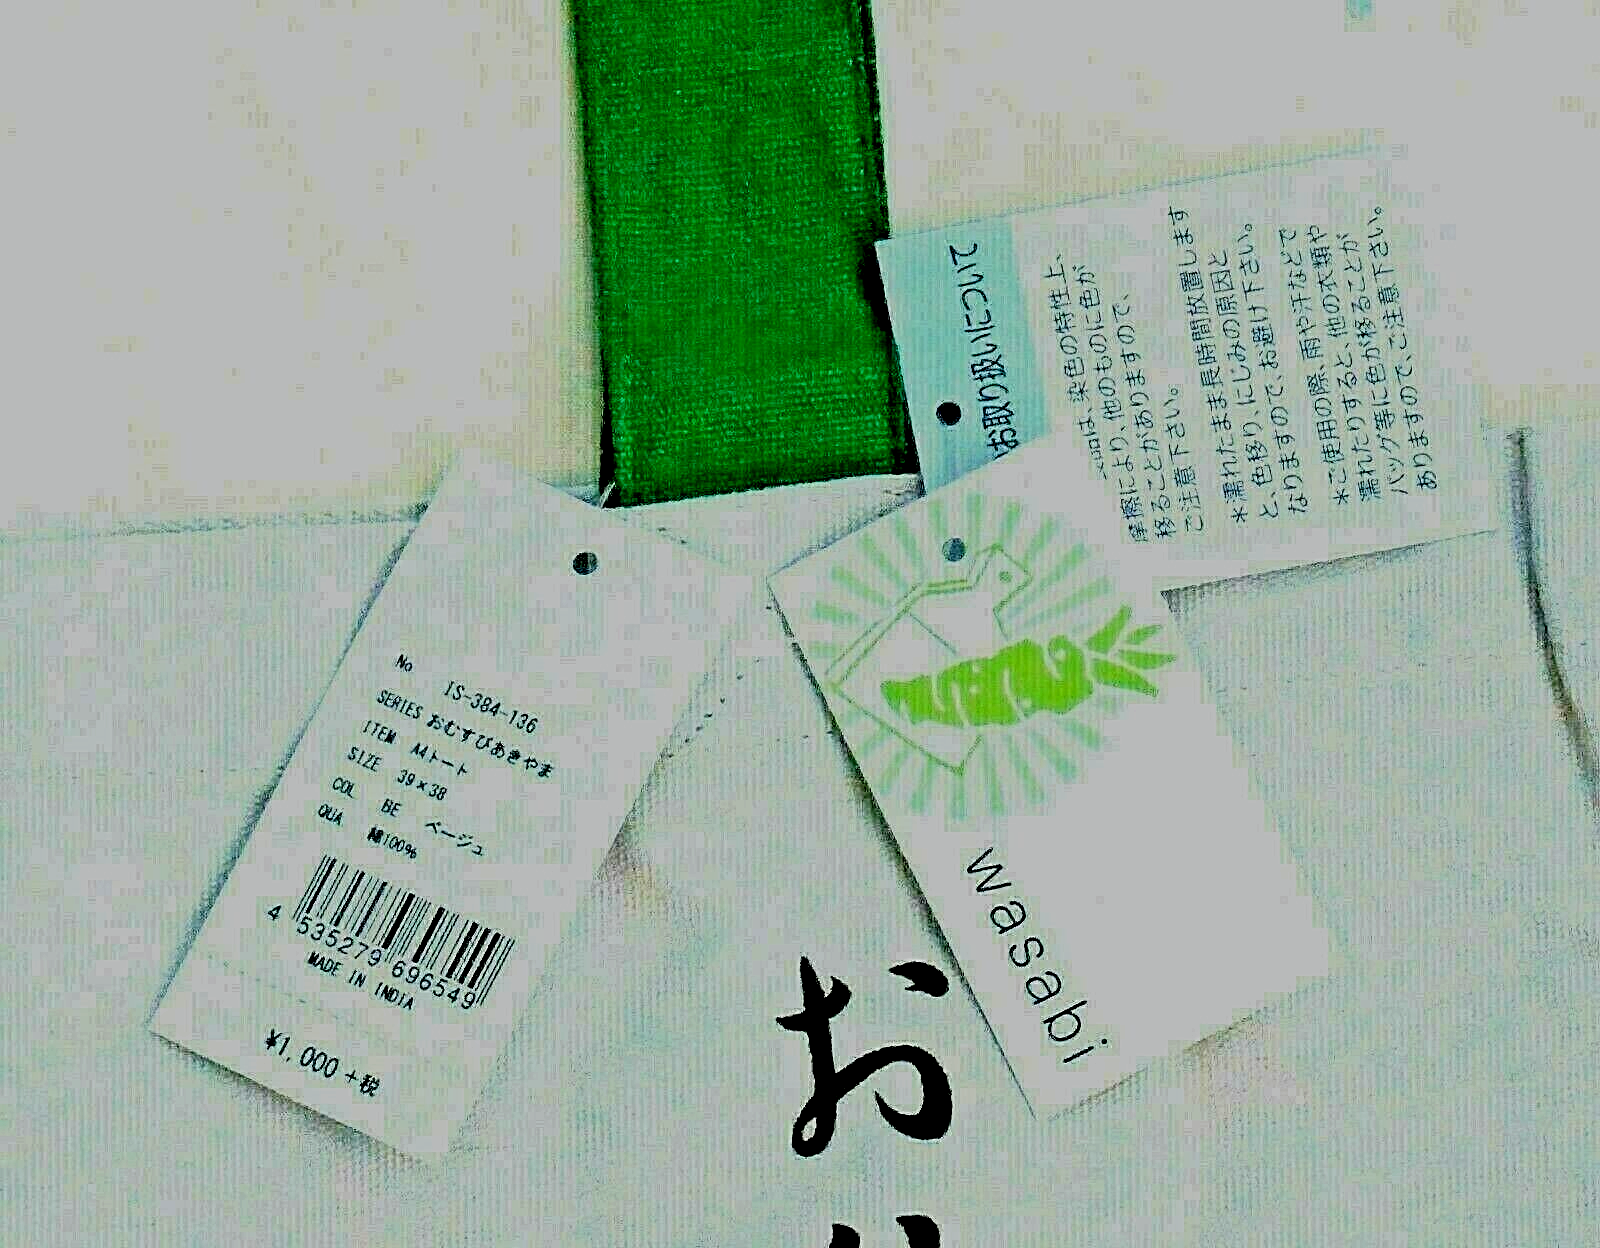 No IS-384-136
SERIES おむすびあきやま
ITEM A4トート
SIZE 39×38
COL BE ベージュ
QUA 綿100%
4 535279 696549
MADE IN INDIA
¥1,000+税
wasabi
お取り扱いについて
は、染色の特性上、
摩擦により、他のものに色が
移ることがありますので、
ご注意下さい。
＊濡れたまま長時間放置します
と、色移り、にじみの原因と
なりますので、お避け下さい。
＊ご使用の際、雨や汗などで
濡れたりすると、他の衣類や
バッグ等に色が移ることが
ありますので、ご注意下さい。
お